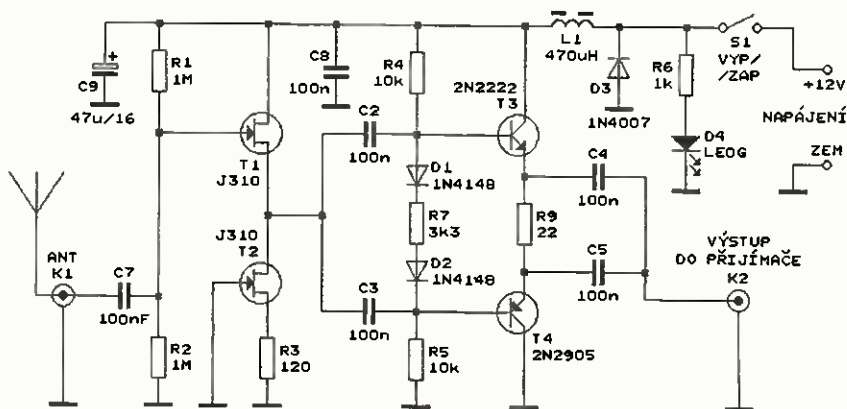 R1
1M
C9
47u/16
C8
100n
R4
10k
L1
470uH
S1
VYP/
/ZAP
R6
1k
+12V
NAPÁJENÍ
D3
1N4007
2N2222
T3
D4
LEOG
ZEM
C2
100n
T1
J310
D1
1N4148
C4
100n
R7
3k3
R9
22
J310
T2
D2
1N4148
C5
100n
VÝSTUP
DO PŘIJÍMAČE
K2
ANT
K1
C7
100nF
C3
100n
R2
1M
R3
120
R5
10k
T4
2N2905